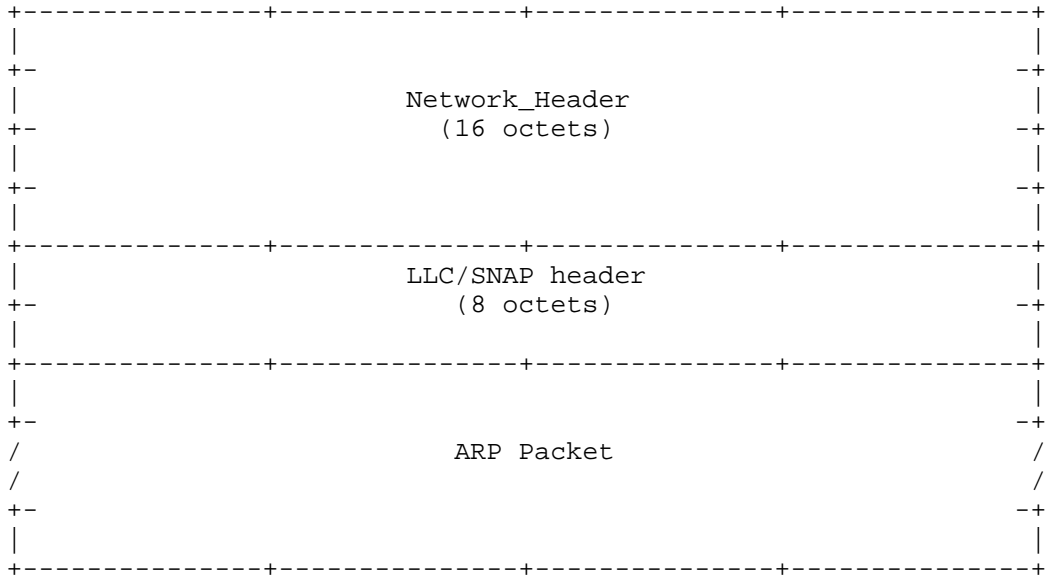 Network_Header
(16 octets)
LLC/SNAP header
(8 octets)
ARP Packet